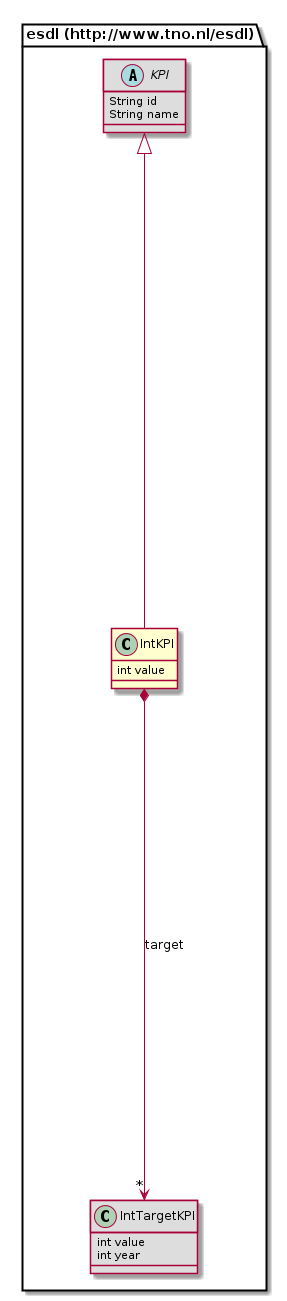 esdl (http://www.tno.nl/esdl)
A KPI
String id
String name
C IntKPI
int value
target
*
C IntTargetKPI
int value
int year